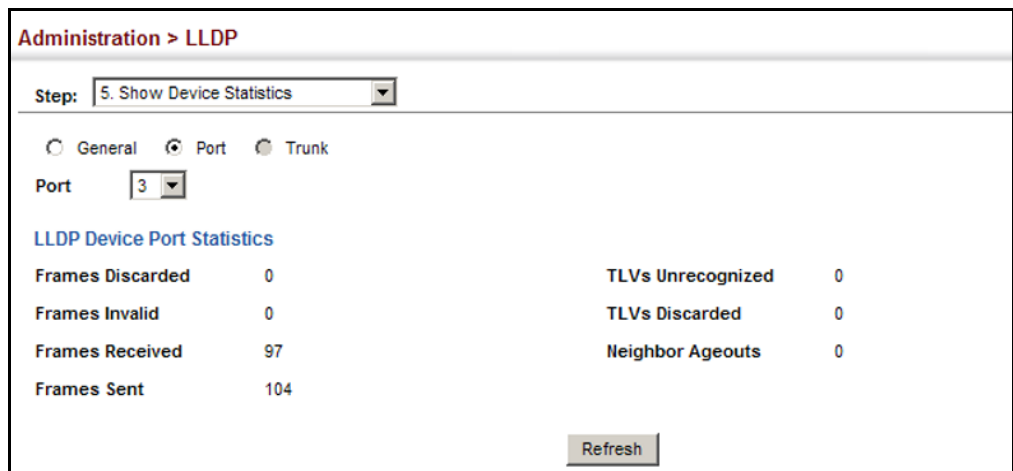 Administration > LLDP
Step: 5. Show Device Statistics
General Port Trunk
Port 3
LLDP Device Port Statistics
Frames Discarded 0 TLVs Unrecognized 0
Frames Invalid 0 TLVs Discarded 0
Frames Received 97 Neighbor Ageouts 0
Frames Sent 104
Refresh